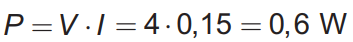 P = V · I = 4 · 0,15 = 0,6 W